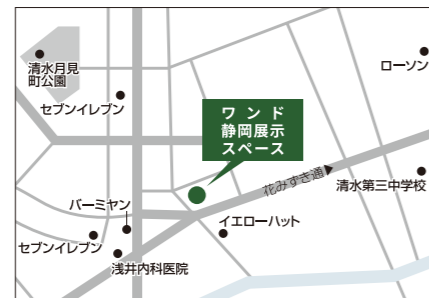 清水月見
町公園
ローソン
セブンイレブン
ワンド
静岡展示
スペース
花みずき通▶
清水第三中学校
バーミヤン
イエローハット
セブンイレブン
浅井内科医院